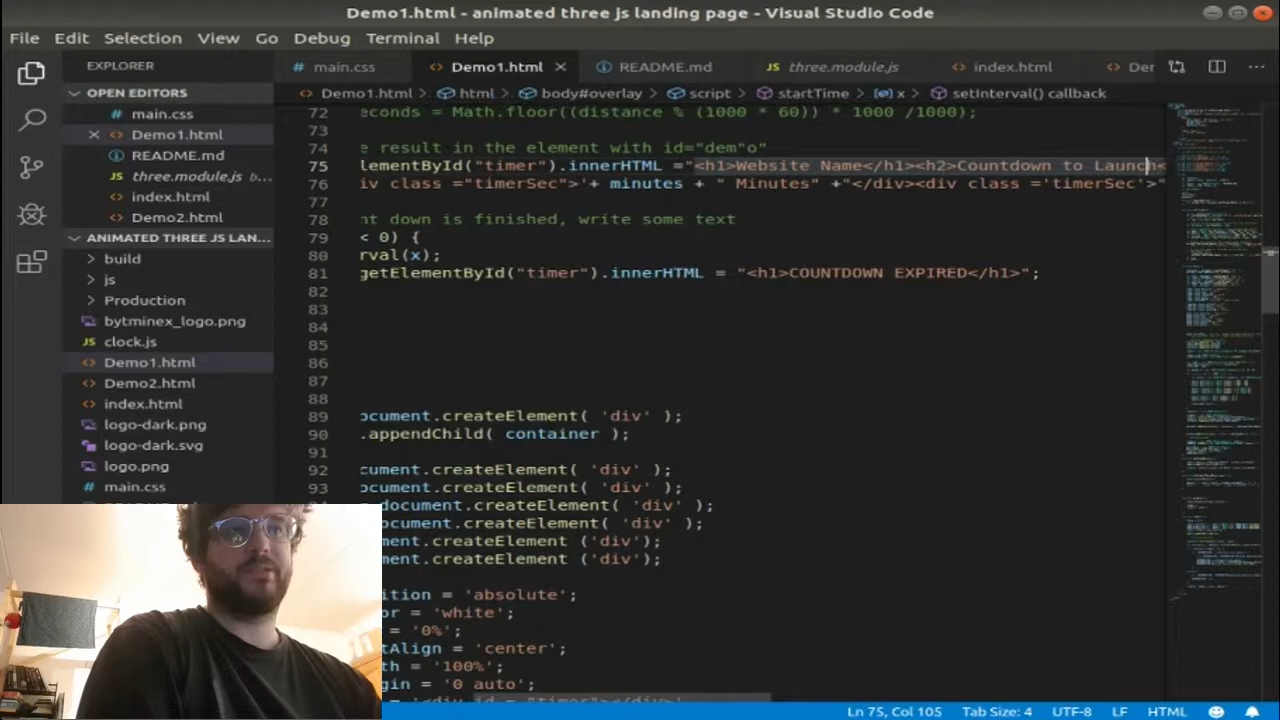 Demo1.html - animated three js landing page - Visual Studio Code
File Edit Selection View Go Debug Terminal Help
EXPLORER
main.css
Demo1.html
README.md
three.module.js
index.html
OPEN EDITORS
main.css
Demo1.html
README.md
three.module.js b...
index.html
Demo2.html
ANIMATED THREE JS LAN...
build
js
Production
bytminex_logo.png
clock.js
Demo1.html
Demo2.html
index.html
logo-dark.png
logo-dark.svg
logo.png
main.css
Demo1.html > html > body#overlay > script > startTime > x > setInterval() callback
72 econds = Math.floor((distance % (1000 * 60)) * 1000 /1000);
73
74 e result in the element with id="dem"o"
75 lementById("timer").innerHTML ="<h1>Website Name</h1><h2>Countdown to Launch<
76 iv class ="timerSec">'+ minutes + " Minutes" +"</div><div class ='timerSec'>"
77
78 nt down is finished, write some text
79 < 0) {
80 rval(x);
81 getElementById("timer").innerHTML = "<h1>COUNTDOWN EXPIRED</h1>";
82
83
84
85
86
87
88
89 ocument.createElement( 'div' );
90 .appendChild( container );
91
92 cument.createElement( 'div' );
93 ocument.createElement( 'div' );
document.createElement( 'div' );
ocument.createElement( 'div' );
cument.createElement ('div');
cument.createElement ('div');
ition = 'absolute';
or = 'white';
= '0%';
tAlign = 'center';
th = '100%';
gin = '0 auto';
= '<div id = "timer"></div>'
Ln 75, Col 105 Tab Size: 4 UTF-8 LF HTML